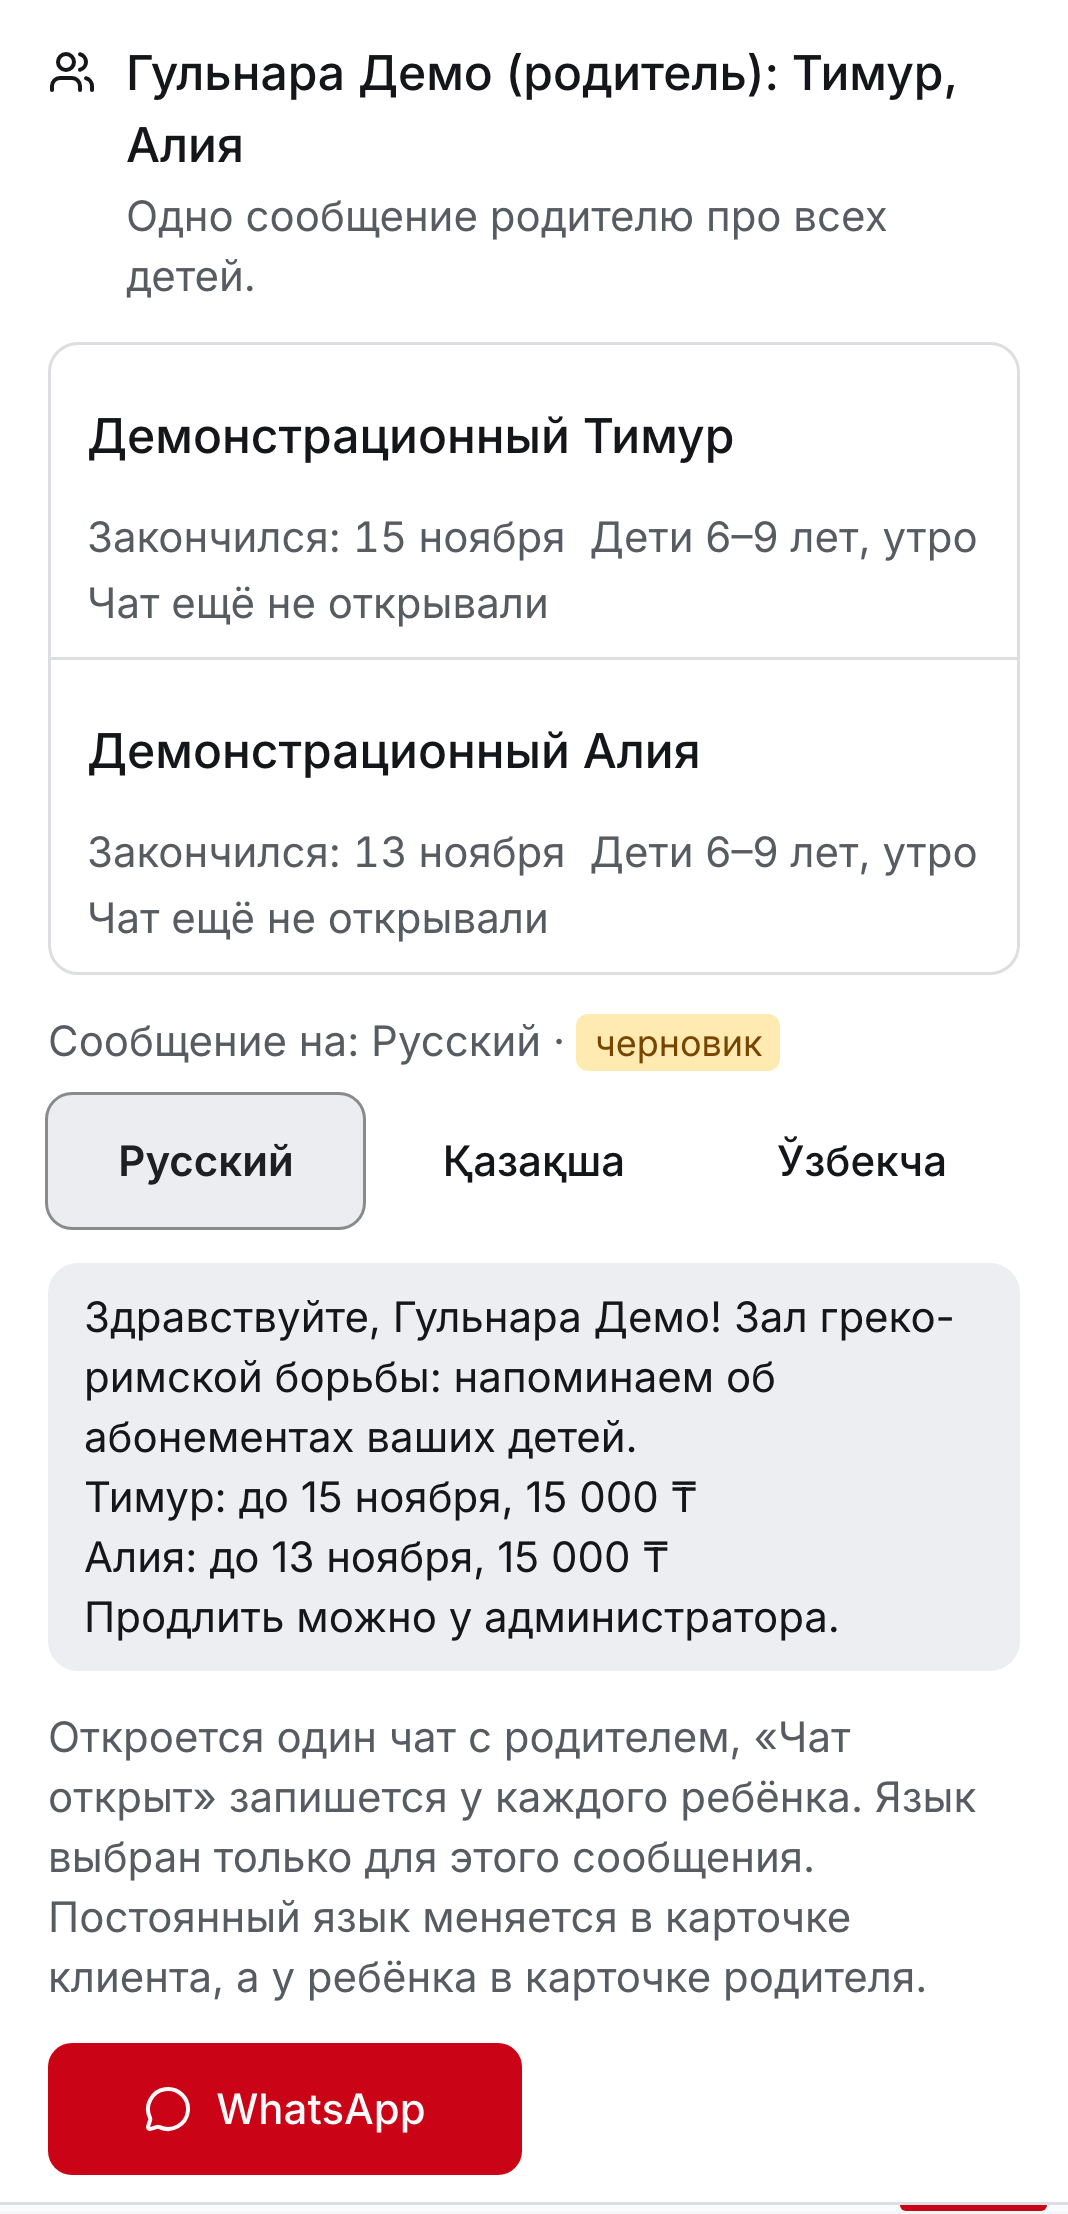 Гульнара Демо (родитель): Тимур,
Алия
Одно сообщение родителю про всех
детей.
Демонстрационный Тимур
Закончился: 15 ноября Дети 6–9 лет, утро
Чат ещё не открывали
Демонстрационный Алия
Закончился: 13 ноября Дети 6–9 лет, утро
Чат ещё не открывали
Сообщение на: Русский · черновик
Русский Қазақша Ўзбекча
Здравствуйте, Гульнара Демо! Зал греко-
римской борьбы: напоминаем об
абонементах ваших детей.
Тимур: до 15 ноября, 15 000 ₸
Алия: до 13 ноября, 15 000 ₸
Продлить можно у администратора.
Откроется один чат с родителем, «Чат
открыт» запишется у каждого ребёнка. Язык
выбран только для этого сообщения.
Постоянный язык меняется в карточке
клиента, а у ребёнка в карточке родителя.
WhatsApp